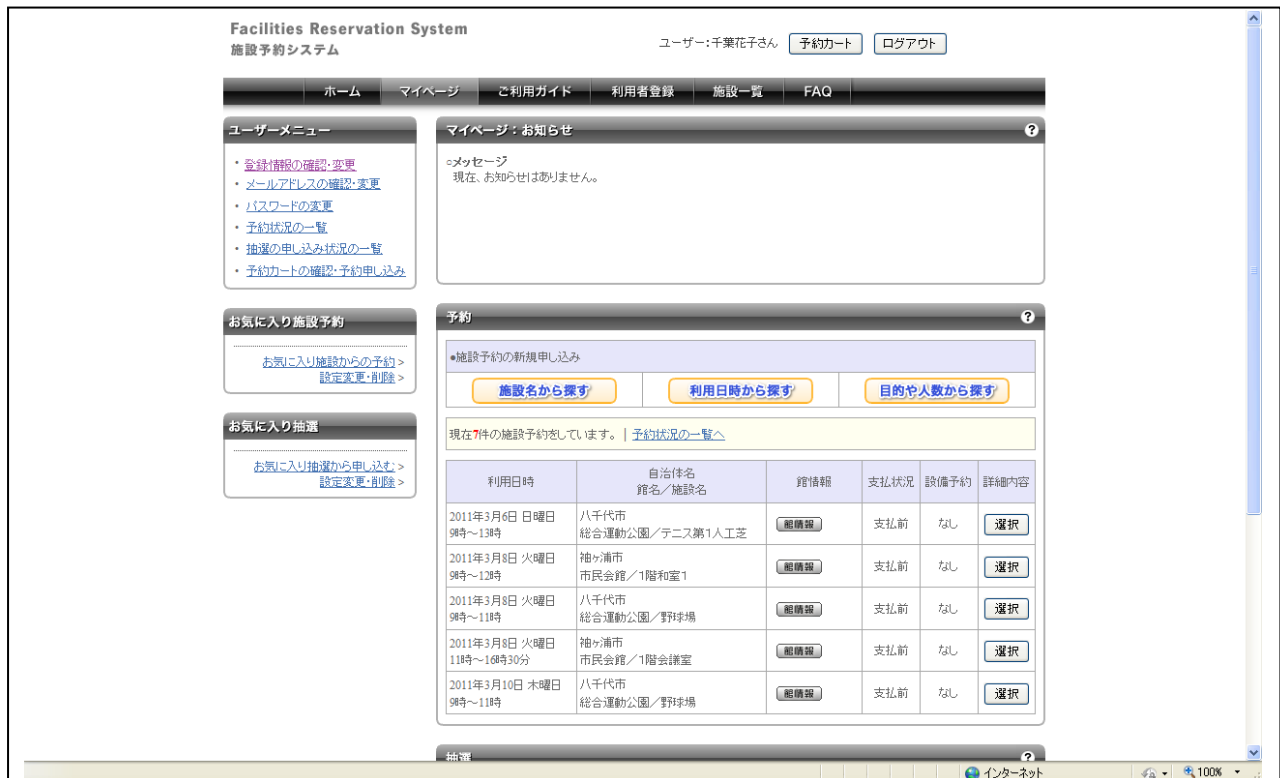 Facilities Reservation System
施設予約システム
ユーザー:千葉花子さん 予約カート ログアウト
ホーム マイページ ご利用ガイド 利用者登録 施設一覧 FAQ
ユーザーメニュー
・登録情報の確認・変更
・メールアドレスの確認・変更
・パスワードの変更
・予約状況の一覧
・抽選の申し込み状況の一覧
・予約カートの確認・予約申し込み
お気に入り施設予約
お気に入り施設からの予約 >
設定変更・削除 >
お気に入り抽選
お気に入り抽選から申し込む >
設定変更・削除 >
マイページ：お知らせ ?
○メッセージ
現在、お知らせはありません。
予約 ?
●施設予約の新規申し込み
施設名から探す 利用日時から探す 目的や人数から探す
現在7件の施設予約をしています。 | 予約状況の一覧へ
利用日時 自治体名 館情報 支払状況 設備予約 詳細内容
館名／施設名
2011年3月6日 日曜日 八千代市
9時～13時 総合運動公園／テニス第1人工芝 館情報 支払前 なし 選択
2011年3月8日 火曜日 袖ヶ浦市
9時～12時 市民会館／1階和室1 館情報 支払前 なし 選択
2011年3月8日 火曜日 八千代市
9時～11時 総合運動公園／野球場 館情報 支払前 なし 選択
2011年3月8日 火曜日 袖ヶ浦市
11時～16時30分 市民会館／1階会議室 館情報 支払前 なし 選択
2011年3月10日 木曜日 八千代市
9時～11時 総合運動公園／野球場 館情報 支払前 なし 選択
抽選 ?
インターネット 100%